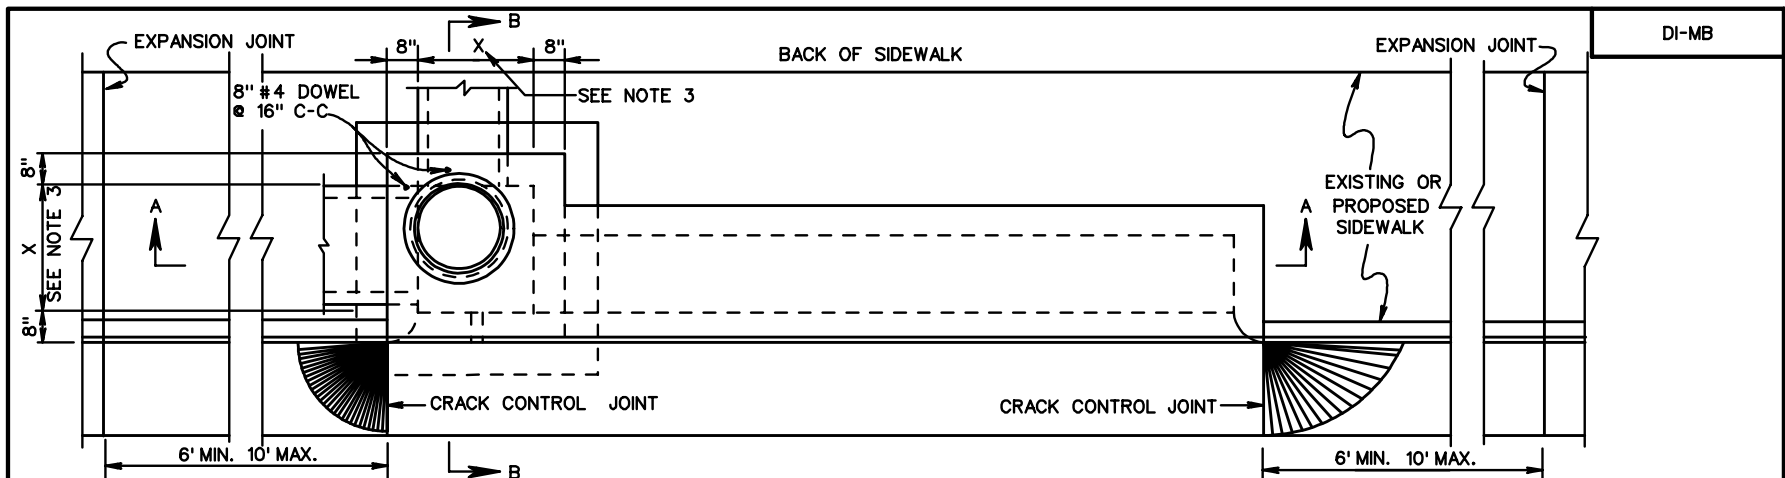 B
EXPANSION JOINT
8"
X
8"
BACK OF SIDEWALK
EXPANSION JOINT
DI-MB
8" #4 DOWEL
@ 16" C-C
SEE NOTE 3
8"
X
SEE NOTE 3
8"
A
EXISTING OR
PROPOSED
SIDEWALK
A
CRACK CONTROL JOINT
CRACK CONTROL JOINT
6' MIN. 10' MAX.
B
6' MIN. 10' MAX.